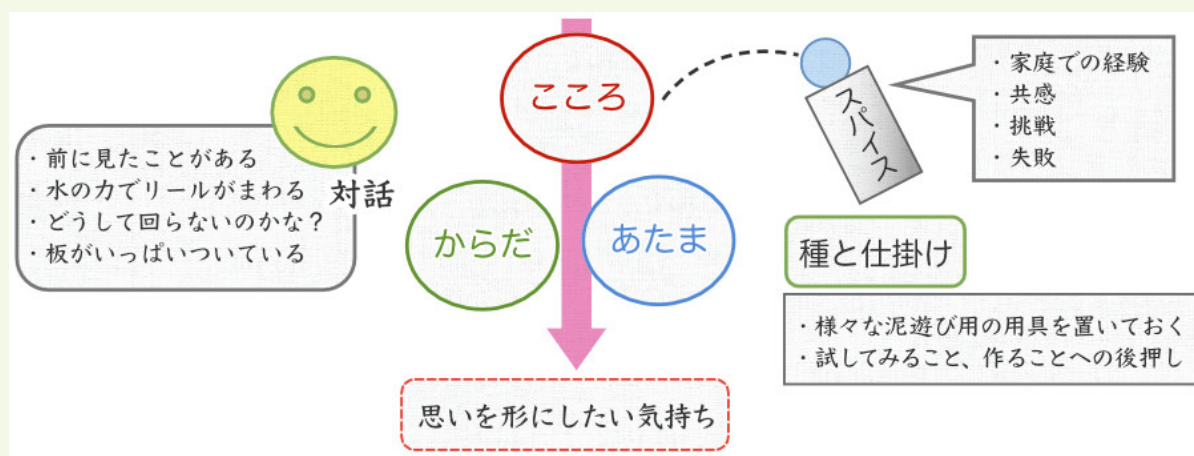 こころ
スパイス
・家庭での経験
・共感
・挑戦
・失敗
・前に見たことがある
・水の力でリールがまわる
・どうして回らないのかな？
・板がいっぱいついている
対話
からだ
あたま
種と仕掛け
・様々な泥遊び用の用具を置いておく
・試してみること、作ることへの後押し
思いを形にしたい気持ち